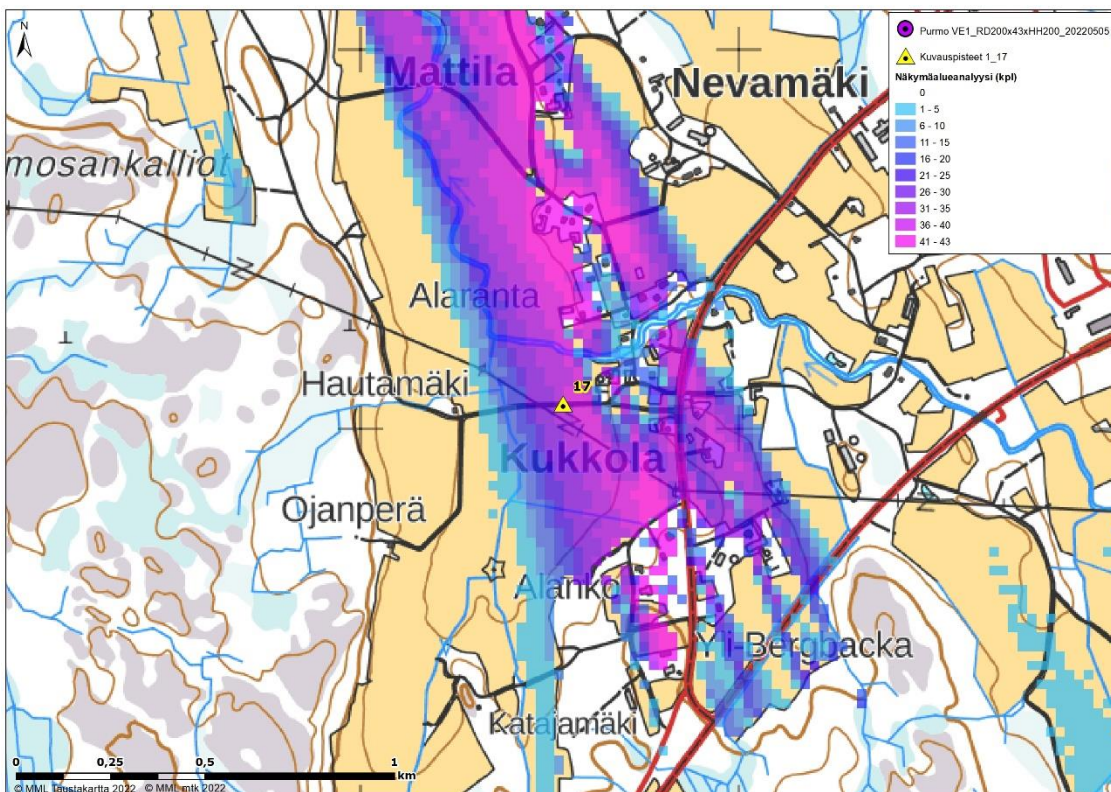 N
Purmo VE1_RD200x43xHH200_20220505
Kuvauspisteet 1_17
Näkymäalueanalyysi (kpl)
0
1 - 5
6 - 10
11 - 15
16 - 20
21 - 25
26 - 30
31 - 35
36 - 40
41 - 43
Mattila
Nevamäki
mosankalliot
Alaranta
Hautamäki
17
Kukkola
Ojanperä
Alanko
Yli-Bergbacka
Katajamäki
0 0,25 0,5 1
km
© MML Taustakartta 2022 © MML mtk 2022